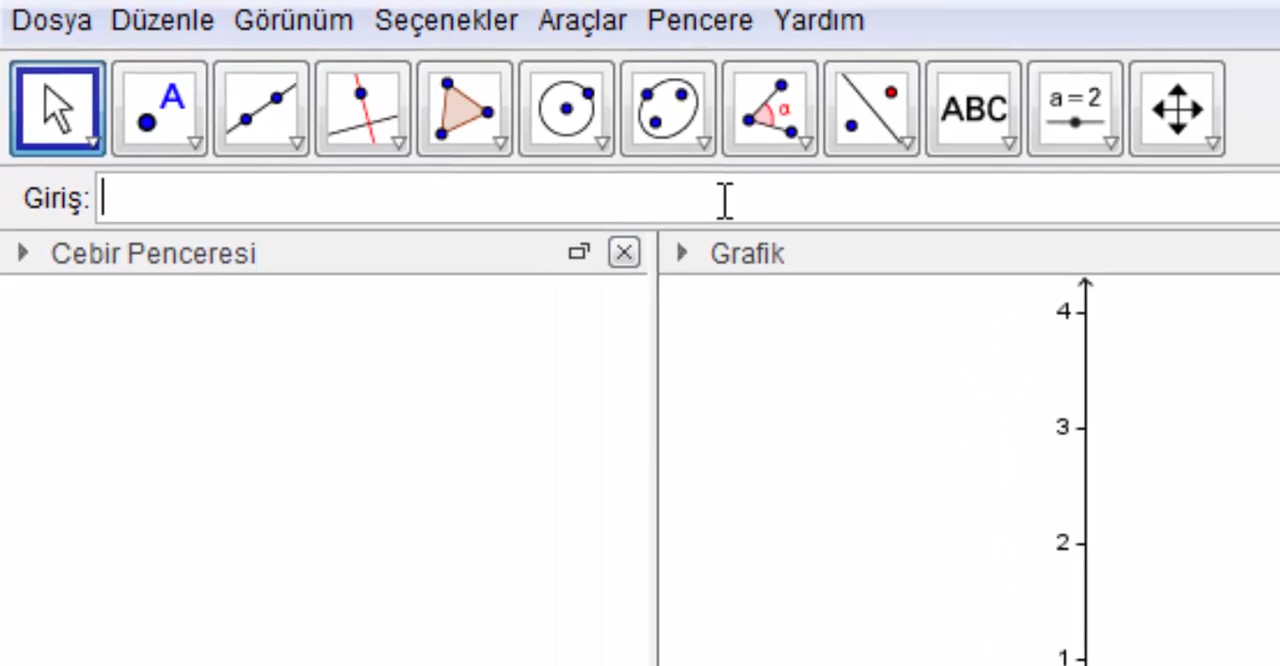 Dosya Düzenle Görünüm Seçenekler Araçlar Pencere Yardım
A α ABC a=2
Giriş:
Cebir Penceresi Grafik
4
3
2
1